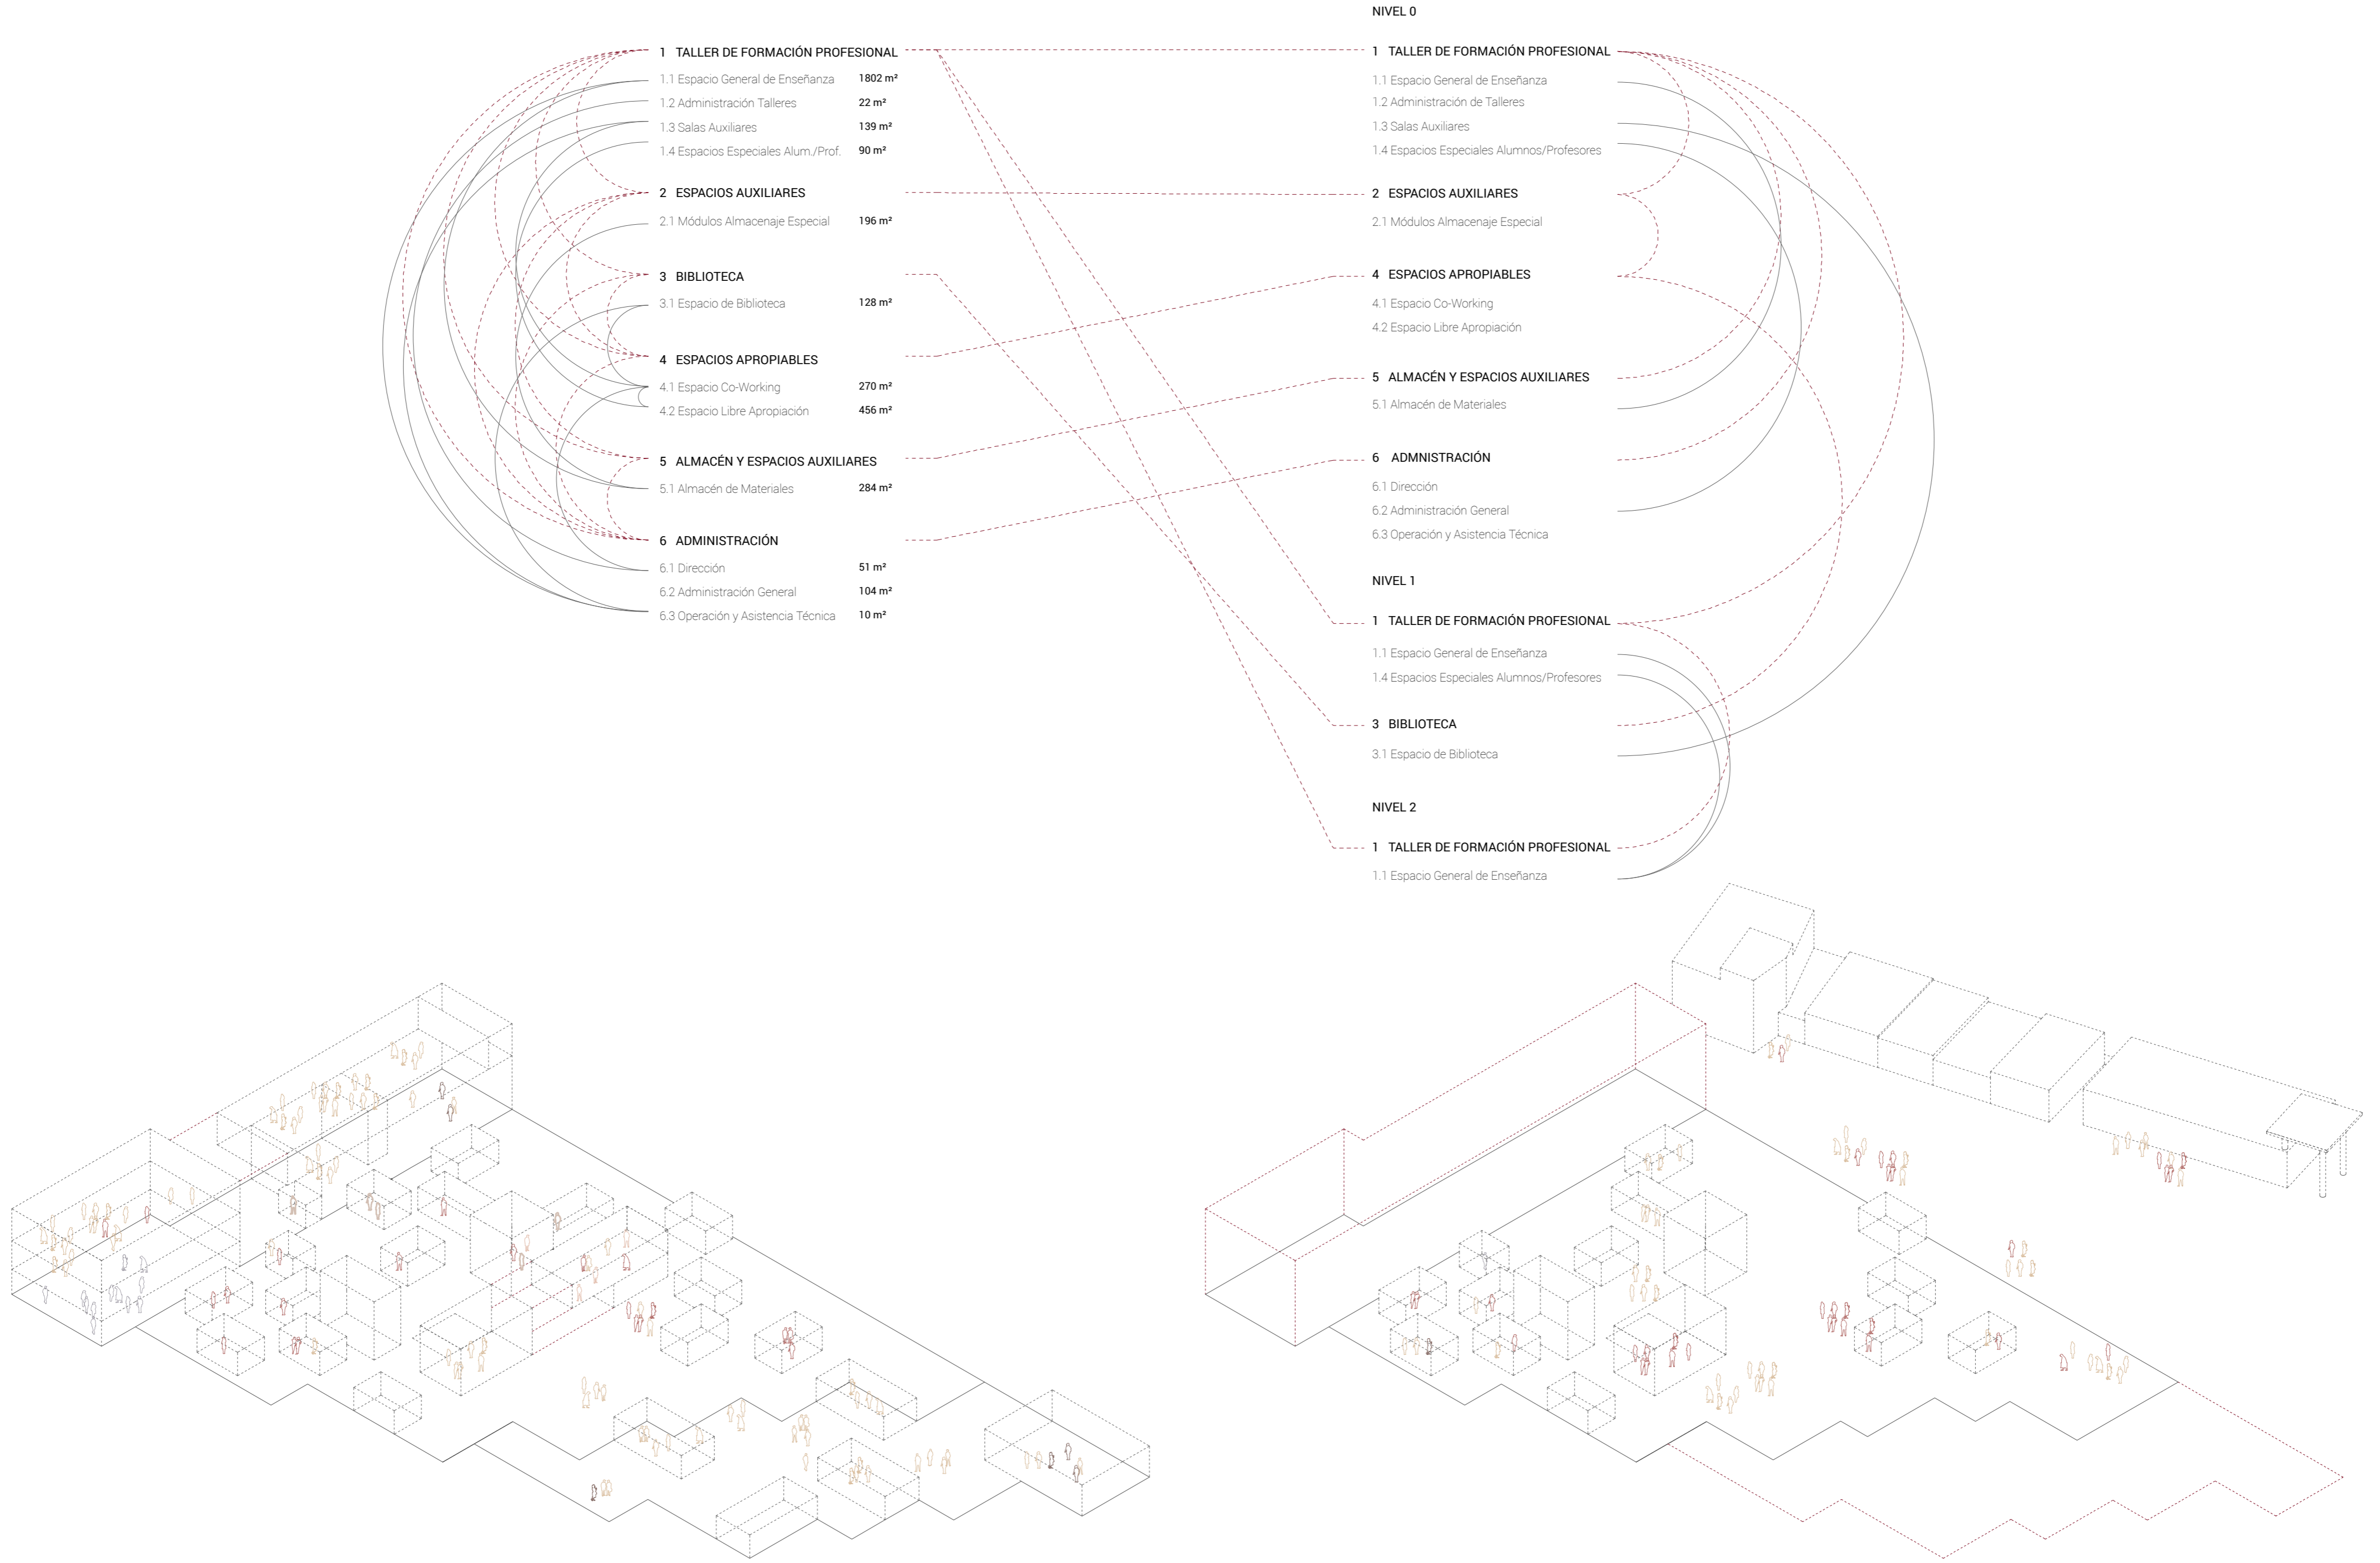 1 TALLER DE FORMACIÓN PROFESIONAL
1.1 Espacio General de Enseñanza 1802 m²
1.2 Administración Talleres 22 m²
1.3 Salas Auxiliares 139 m²
1.4 Espacios Especiales Alum./Prof. 90 m²
2 ESPACIOS AUXILIARES
2.1 Módulos Almacenaje Especial 196 m²
3 BIBLIOTECA
3.1 Espacio de Biblioteca 128 m²
4 ESPACIOS APROPIABLES
4.1 Espacio Co-Working 270 m²
4.2 Espacio Libre Apropiación 456 m²
5 ALMACÉN Y ESPACIOS AUXILIARES
5.1 Almacén de Materiales 284 m²
6 ADMINISTRACIÓN
6.1 Dirección 51 m²
6.2 Administración General 104 m²
6.3 Operación y Asistencia Técnica 10 m²
NIVEL 0
1 TALLER DE FORMACIÓN PROFESIONAL
1.1 Espacio General de Enseñanza
1.2 Administración de Talleres
1.3 Salas Auxiliares
1.4 Espacios Especiales Alumnos/Profesores
2 ESPACIOS AUXILIARES
2.1 Módulos Almacenaje Especial
4 ESPACIOS APROPIABLES
4.1 Espacio Co-Working
4.2 Espacio Libre Apropiación
5 ALMACÉN Y ESPACIOS AUXILIARES
5.1 Almacén de Materiales
6 ADMNISTRACIÓN
6.1 Dirección
6.2 Administración General
6.3 Operación y Asistencia Técnica
NIVEL 1
1 TALLER DE FORMACIÓN PROFESIONAL
1.1 Espacio General de Enseñanza
1.4 Espacios Especiales Alumnos/Profesores
3 BIBLIOTECA
3.1 Espacio de Biblioteca
NIVEL 2
1 TALLER DE FORMACIÓN PROFESIONAL
1.1 Espacio General de Enseñanza